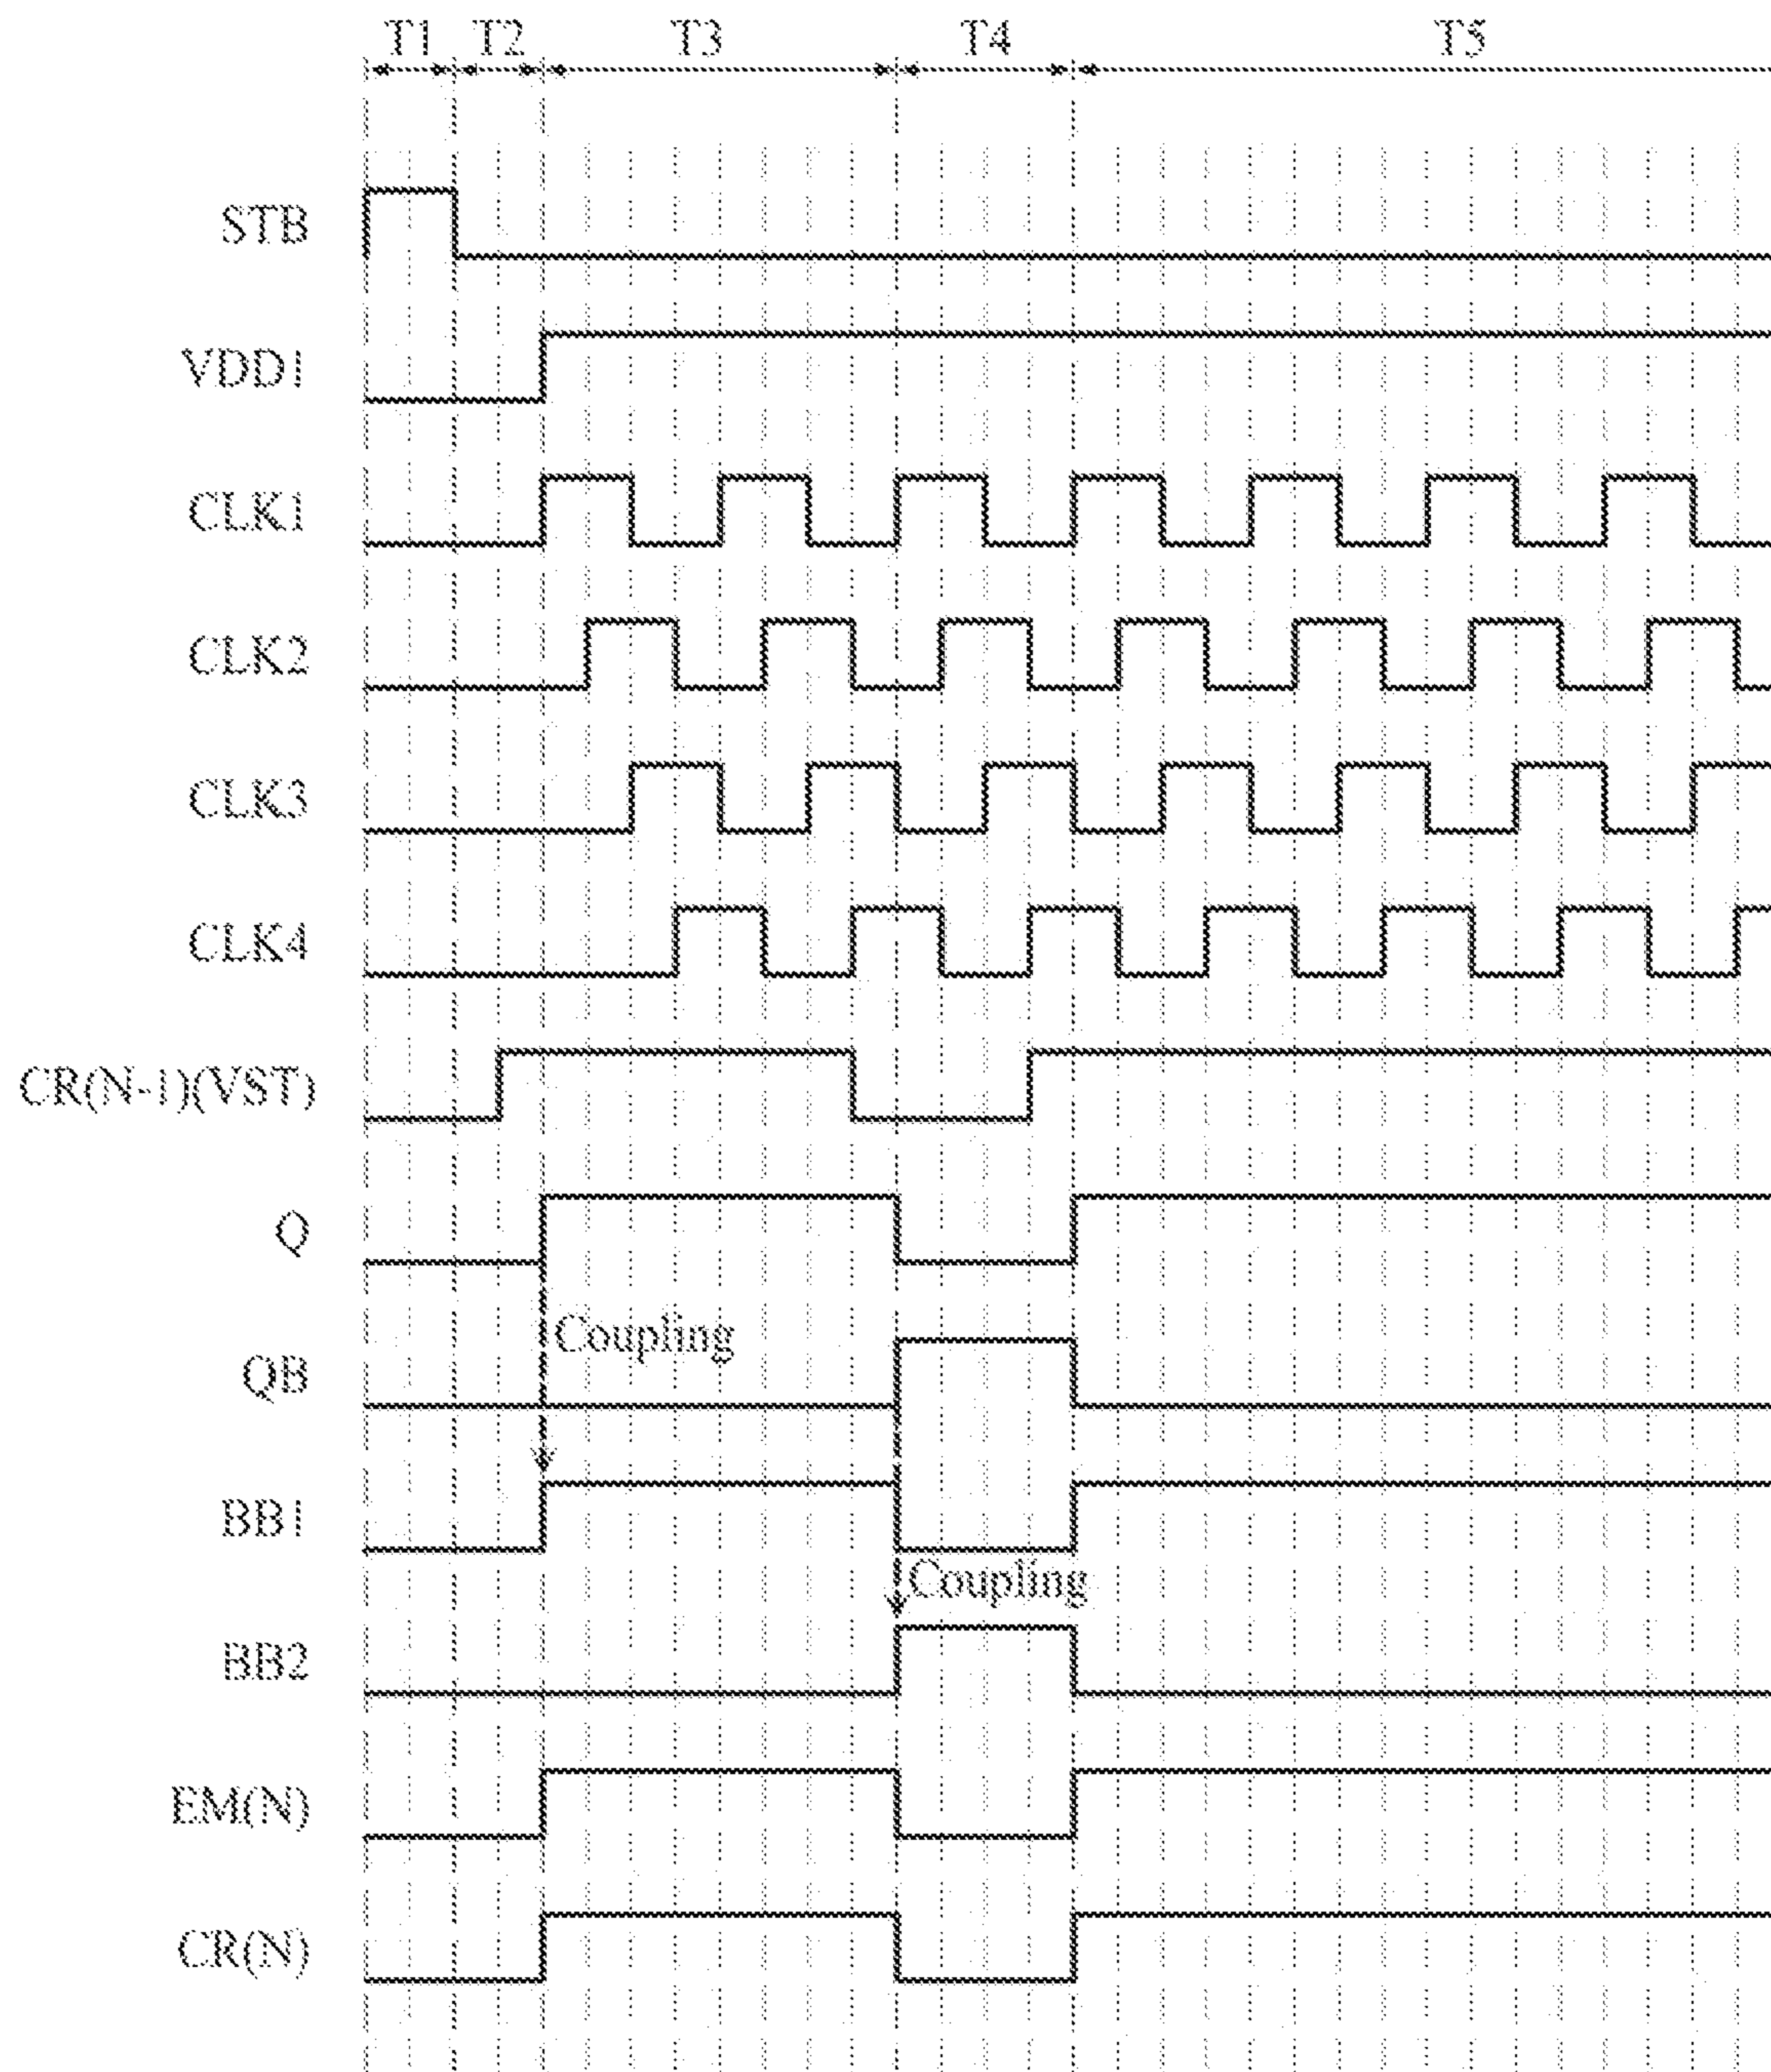 T1 T2 T3 T4 T5
STB
VDD1
CLK1
CLK2
CLK3
CLK4
CR(N-1)(VST)
Q
Coupling
QB
BB1
Coupling
BB2
EM(N)
CR(N)